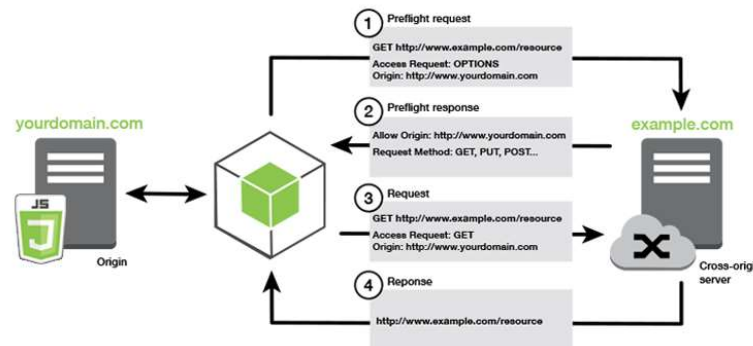 1 Preflight request
GET http://www.example.com/resource
Access Request: OPTIONS
Origin: http://www.yourdomain.com
2 Preflight response
Allow Origin: http://www.yourdomain.com
Request Method: GET, PUT, POST...
yourdomain.com
example.com
JS
Origin
3 Request
GET http://www.example.com/resource
Access Request: GET
Origin: http://www.yourdomain.com
Cross-orig
server
4 Reponse
http://www.example.com/resource